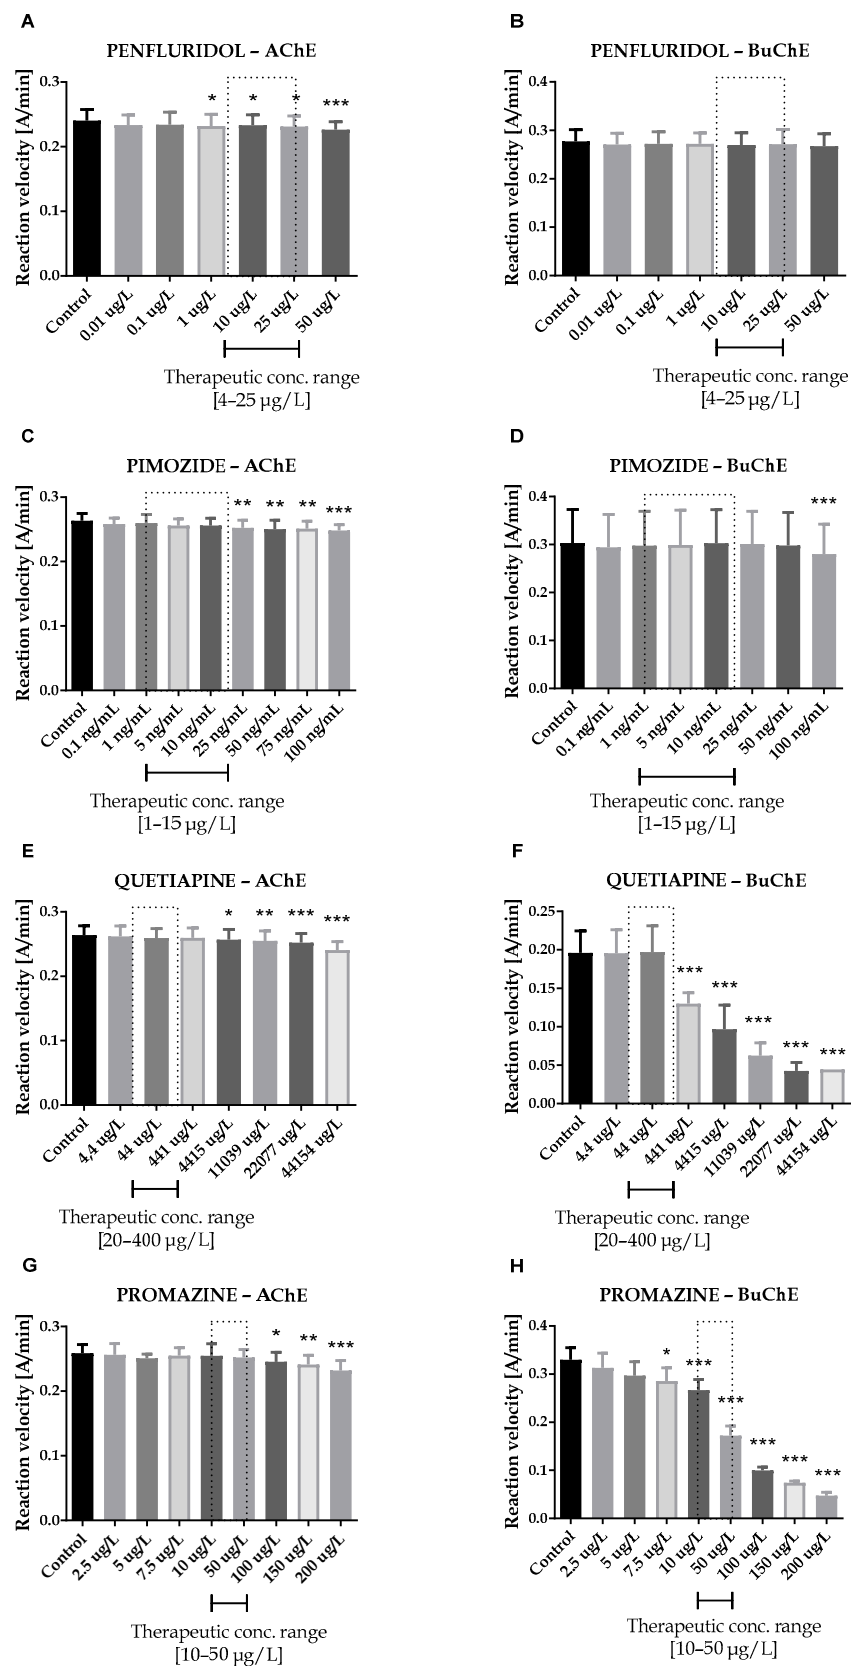 A
PENFLURIDOL – AChE
Reaction velocity [A/min]
0.3
0.2
0.1
0.0
* * * ***
Control
0.01 ug/L
0.1 ug/L
1 ug/L
10 ug/L
25 ug/L
50 ug/L
Therapeutic conc. range
[4–25 µg/L]
B
PENFLURIDOL – BuChE
Reaction velocity [A/min]
0.4
0.3
0.2
0.1
0.0
Control
0.01 ug/L
0.1 ug/L
1 ug/L
10 ug/L
25 ug/L
50 ug/L
Therapeutic conc. range
[4–25 µg/L]
C
PIMOZIDE – AChE
Reaction velocity [A/min]
0.3
0.2
0.1
0.0
** ** ** ***
Control
0.1 ng/mL
1 ng/mL
5 ng/mL
10 ng/mL
25 ng/mL
50 ng/mL
75 ng/mL
100 ng/mL
Therapeutic conc. range
[1–15 µg/L]
D
PIMOZIDE – BuChE
Reaction velocity [A/min]
0.4
0.3
0.2
0.1
0.0
***
Control
0.1 ng/mL
1 ng/mL
5 ng/mL
10 ng/mL
25 ng/mL
50 ng/mL
100 ng/mL
Therapeutic conc. range
[1–15 µg/L]
E
QUETIAPINE – AChE
Reaction velocity [A/min]
0.3
0.2
0.1
0.0
* ** *** ***
Control
4,4 ug/L
44 ug/L
441 ug/L
4415 ug/L
11039 ug/L
22077 ug/L
44154 ug/L
Therapeutic conc. range
[20–400 µg/L]
F
QUETIAPINE – BuChE
Reaction velocity [A/min]
0.25
0.20
0.15
0.10
0.05
0.00
*** *** *** *** ***
Control
4,4 ug/L
44 ug/L
441 ug/L
4415 ug/L
11039 ug/L
22077 ug/L
44154 ug/L
Therapeutic conc. range
[20–400 µg/L]
G
PROMAZINE – AChE
Reaction velocity [A/min]
0.3
0.2
0.1
0.0
* ** ***
Control
2.5 ug/L
5 ug/L
7.5 ug/L
10 ug/L
50 ug/L
100 ug/L
150 ug/L
200 ug/L
Therapeutic conc. range
[10–50 µg/L]
H
PROMAZINE – BuChE
Reaction velocity [A/min]
0.4
0.3
0.2
0.1
0.0
* *** *** *** *** ***
Control
2.5 ug/L
5 ug/L
7.5 ug/L
10 ug/L
50 ug/L
100 ug/L
150 ug/L
200 ug/L
Therapeutic conc. range
[10–50 µg/L]